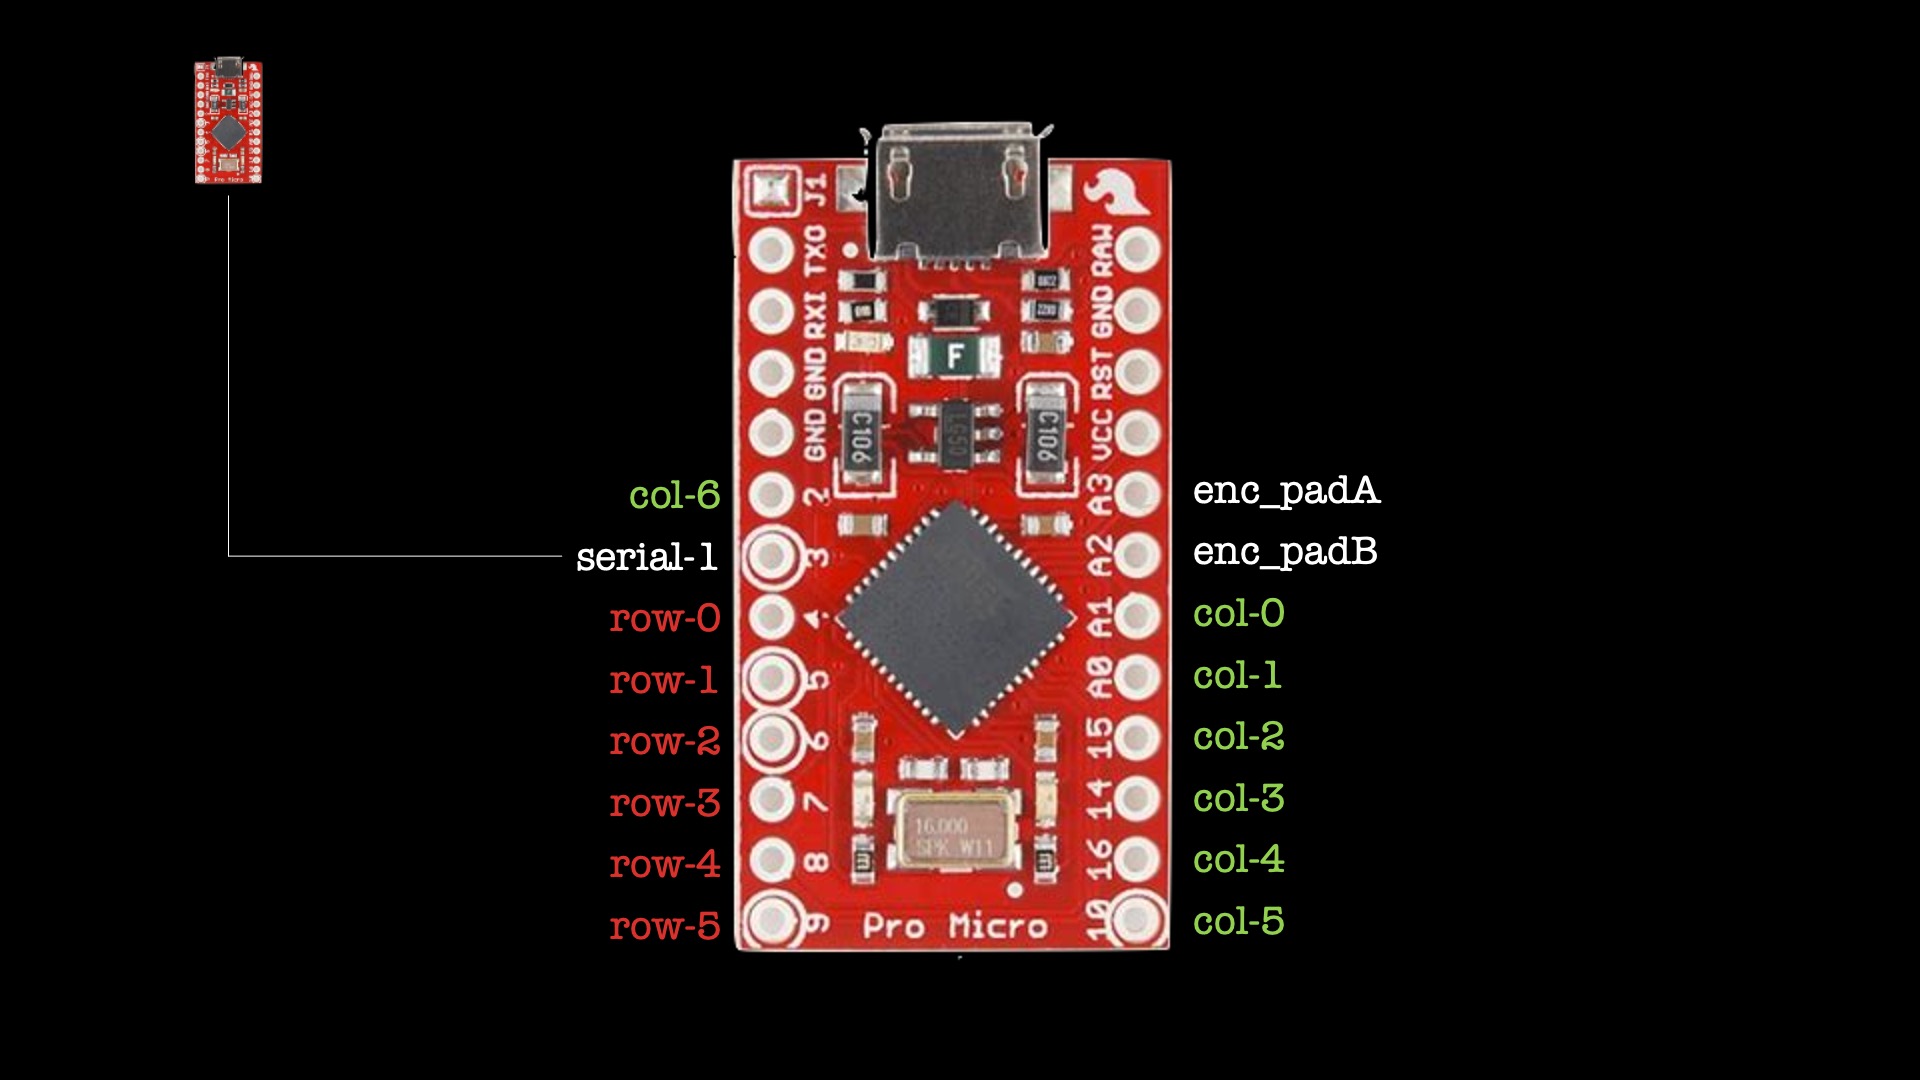 J1
TXO
RAW
RXI
GND
GND
RST
F
GND
VCC
C106
LG50
C106
col-6
2
A3
enc_padA
serial-1
3
A2
enc_padB
row-0
4
A1
col-0
row-1
5
A0
col-1
row-2
6
15
col-2
row-3
7
14
col-3
16.000
SPK W11
row-4
8
16
col-4
row-5
9
Pro Micro
10
col-5